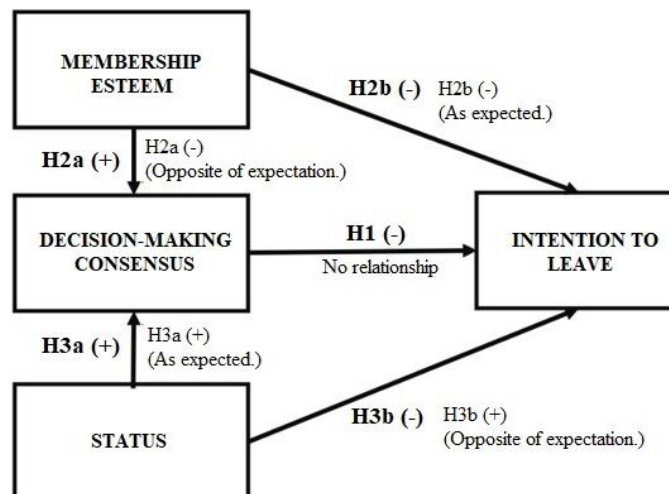 MEMBERSHIP
ESTEEM
H2b (-)
H2b (-)
(As expected.)
H2a (+)
H2a (-)
(Opposite of expectation.)
DECISION-MAKING
CONSENSUS
H1 (-)
No relationship
INTENTION TO
LEAVE
H3a (+)
H3a (+)
(As expected.)
STATUS
H3b (-)
H3b (+)
(Opposite of expectation.)